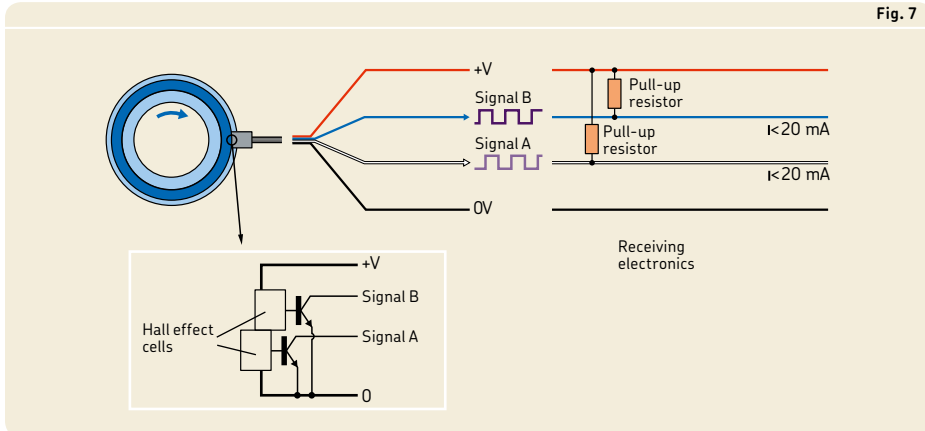 Fig. 7
+V
Signal B
Pull-up
resistor
I<20 mA
Signal A
Pull-up
resistor
I<20 mA
0V
Receiving
electronics
+V
Signal B
Hall effect
cells
Signal A
0